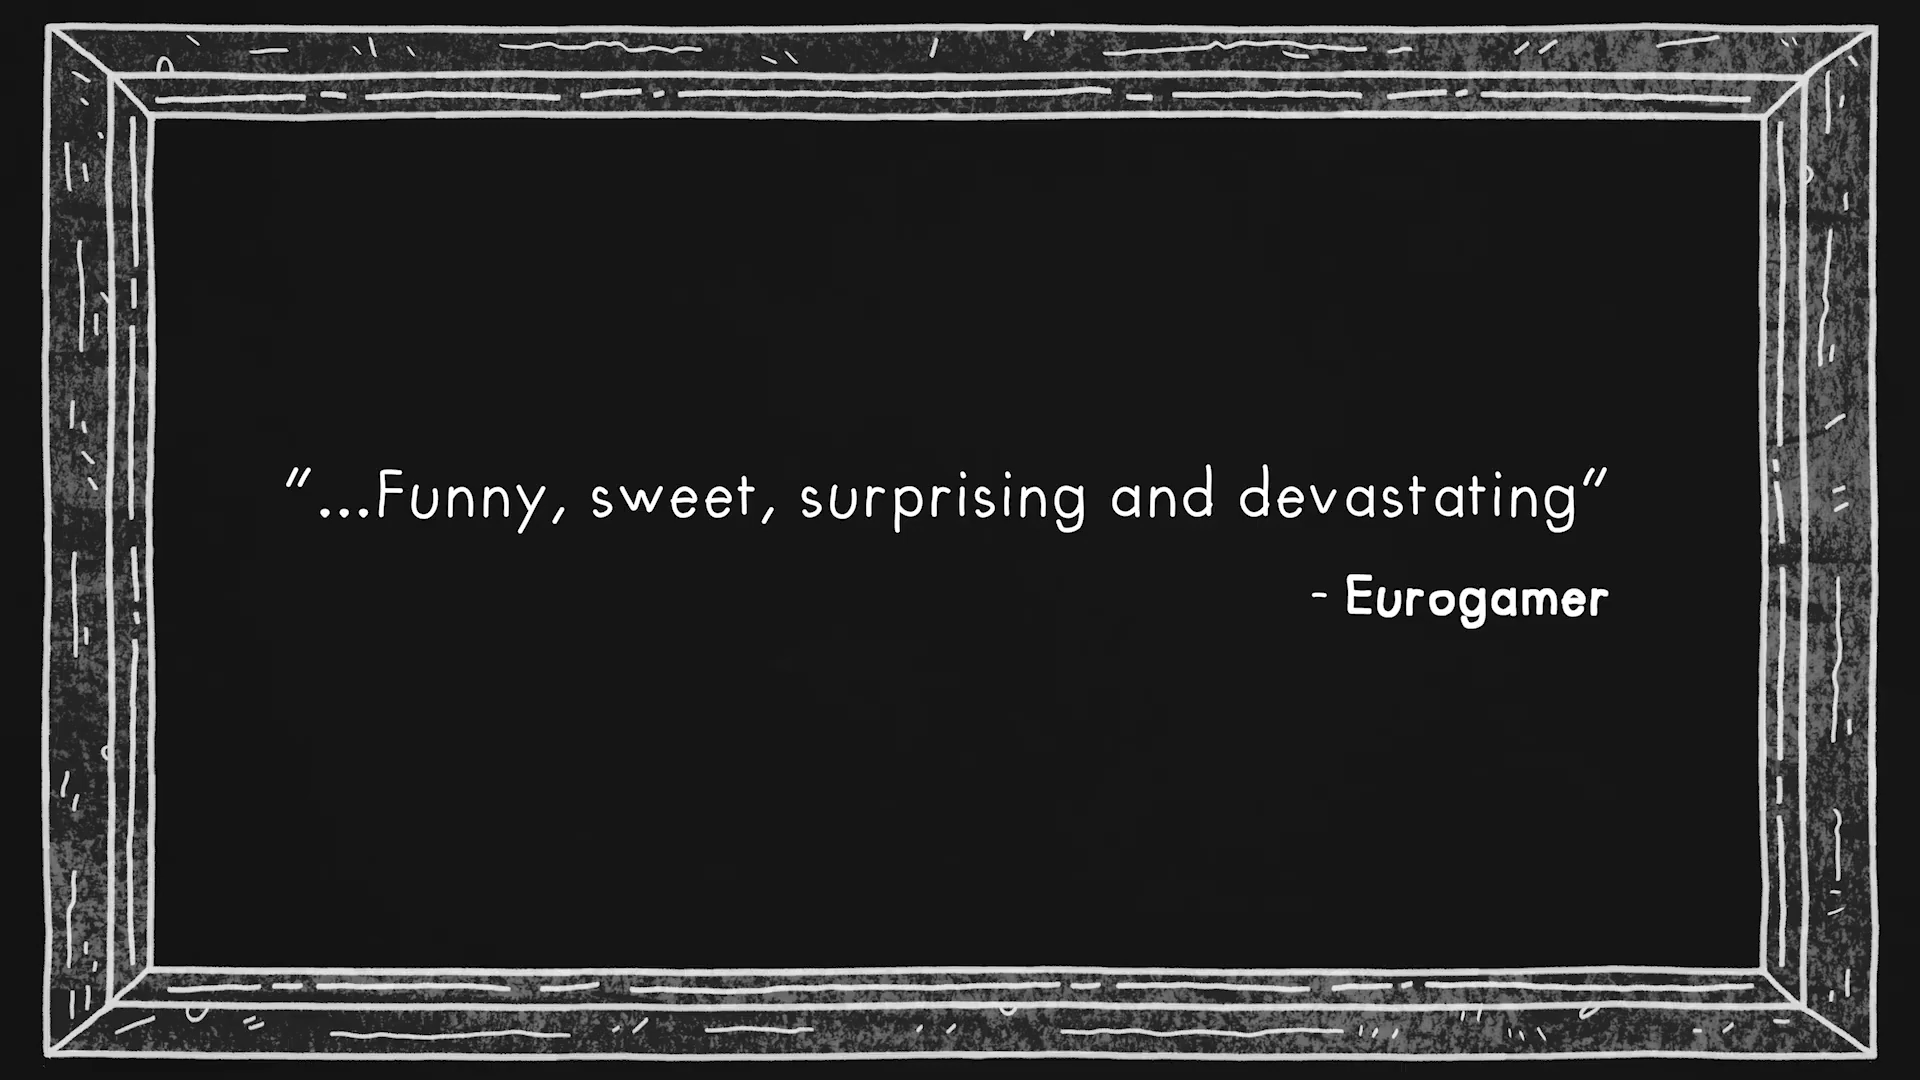 “...Funny, sweet, surprising and devastating”
- Eurogamer